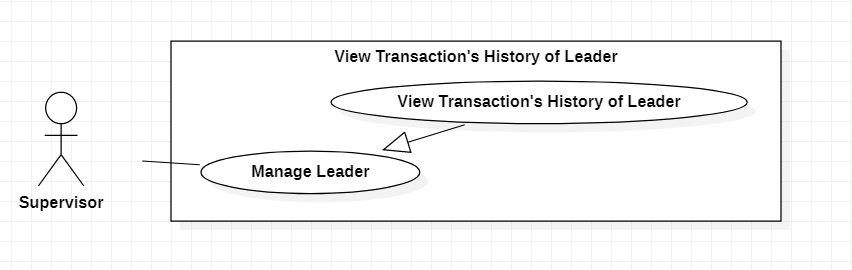 View Transaction's History of Leader
View Transaction's History of Leader
Manage Leader
Supervisor